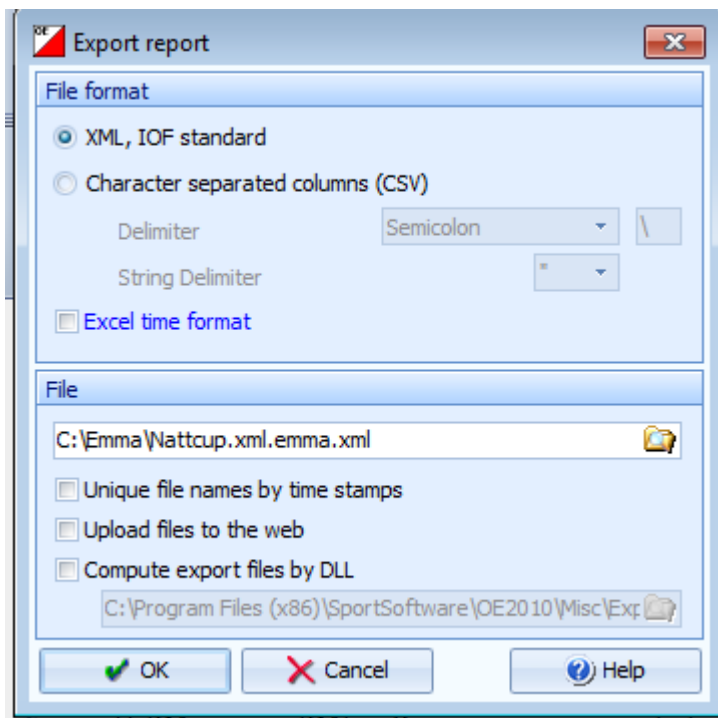 OE
Export report
File format
XML, IOF standard
Character separated columns (CSV)
Delimiter
Semicolon
\
String Delimiter
"
Excel time format
File
C:\Emma\Nattcup.xml.emma.xml
Unique file names by time stamps
Upload files to the web
Compute export files by DLL
C:\Program Files (x86)\SportSoftware\OE2010\Misc\Exp
OK
Cancel
Help